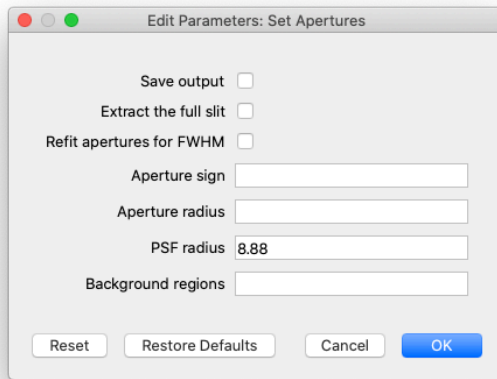 Edit Parameters: Set Apertures
Save output
Extract the full slit
Refit apertures for FWHM
Aperture sign
Aperture radius
PSF radius 8.88
Background regions
Reset Restore Defaults Cancel OK